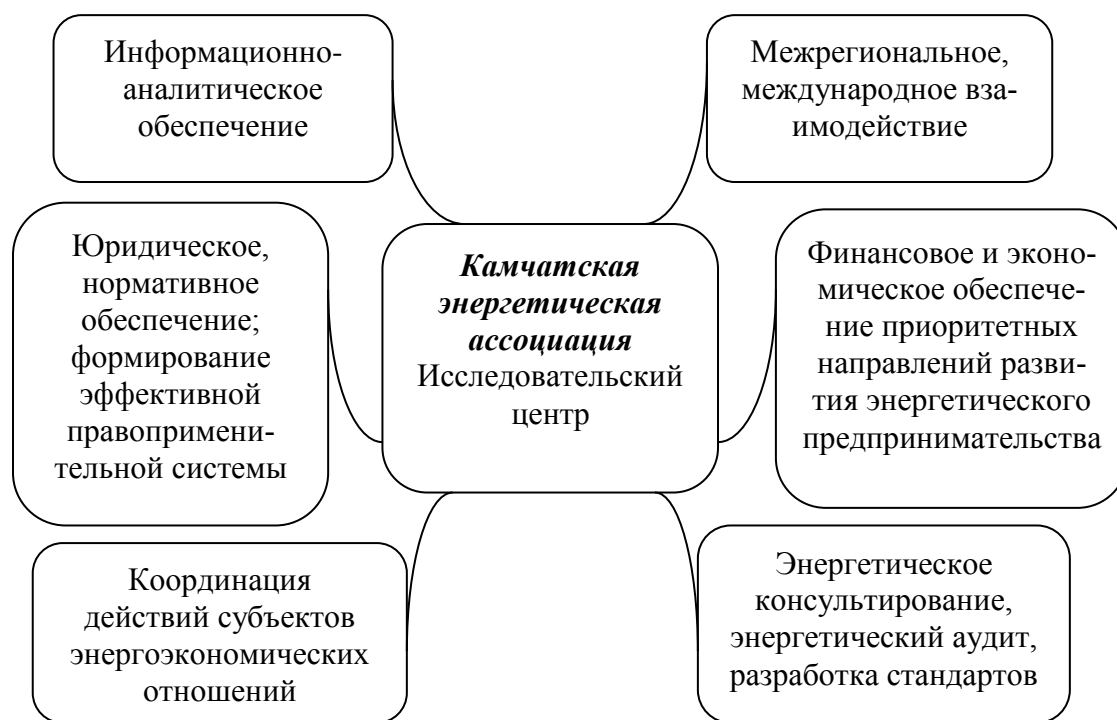 Информационно-
аналитическое
обеспечение
Межрегиональное,
международное вза-
имодействие
Юридическое,
нормативное
обеспечение;
формирование
эффективной
правопримени-
тельной системы
Камчатская
энергетическая
ассоциация
Исследовательский
центр
Финансовое и эконо-
мическое обеспече-
ние приоритетных
направлений разви-
тия энергетического
предпринимательства
Координация
действий субъектов
энергоэкономических
отношений
Энергетическое
консультирование,
энергетический аудит,
разработка стандартов